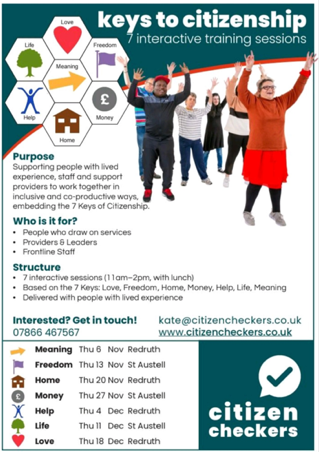 keys to citizenship
7 interactive training sessions
Love
Life
Freedom
Meaning
£
Help
Money
Home
Purpose
Supporting people with lived
experience, staff and support
providers to work together in
inclusive and co-productive ways,
embedding the 7 Keys of Citizenship.
Who is it for?
• People who draw on services
• Providers & Leaders
• Frontline Staff
Structure
• 7 interactive sessions (11am–2pm, with lunch)
• Based on the 7 Keys: Love, Freedom, Home, Money, Help, Life, Meaning
• Delivered with people with lived experience
Interested? Get in touch! kate@citizencheckers.co.uk
07866 467567 www.citizencheckers.co.uk
Meaning Thu 6 Nov Redruth
Freedom Thu 13 Nov St Austell
Home Thu 20 Nov Redruth
£ Money Thu 27 Nov St Austell
Help Thu 4 Dec Redruth
Life Thu 11 Dec St Austell
Love Thu 18 Dec Redruth
citizen
checkers